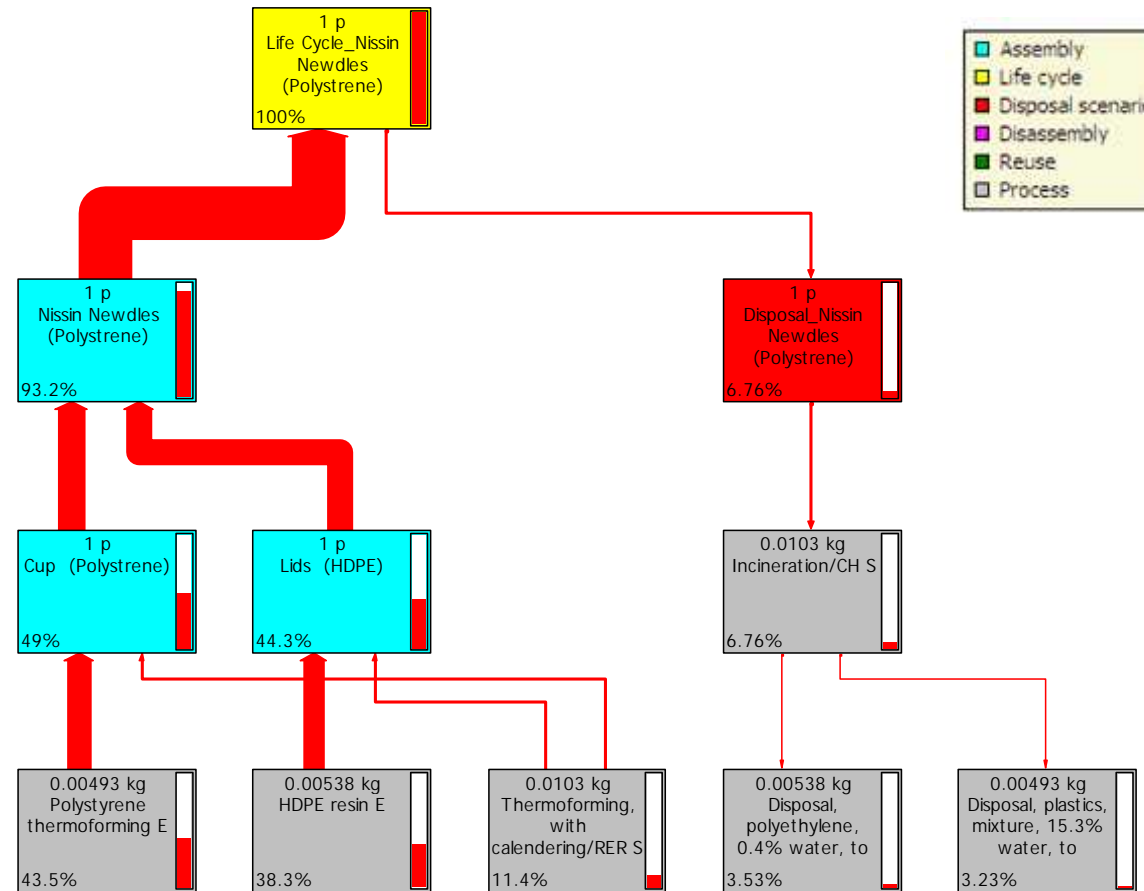 1 p
Life Cycle_Nissin
Newdles
(Polystrene)
100%
Assembly
Life cycle
Disposal scenario
Disassembly
Reuse
Process
1 p
Nissin Newdles
(Polystrene)
93.2%
1 p
Disposal_Nissin
Newdles
(Polystrene)
6.76%
1 p
Cup (Polystrene)
49%
1 p
Lids (HDPE)
44.3%
0.0103 kg
Incineration/CH S
6.76%
0.00493 kg
Polystyrene
thermoforming E
43.5%
0.00538 kg
HDPE resin E
38.3%
0.0103 kg
Thermoforming,
with
calendering/RER S
11.4%
0.00538 kg
Disposal,
polyethylene,
0.4% water, to
3.53%
0.00493 kg
Disposal, plastics,
mixture, 15.3%
water, to
3.23%